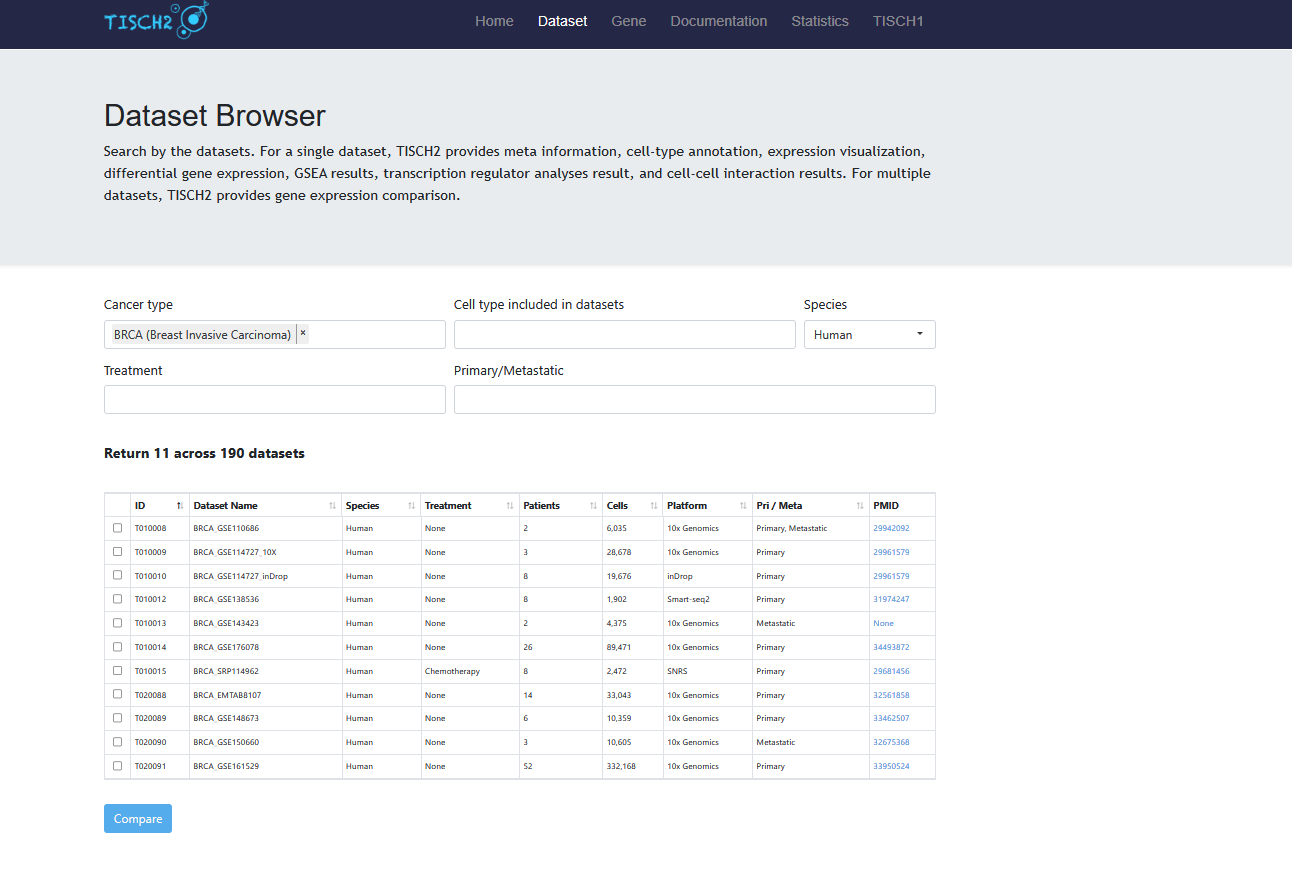 TISCH2 Home Dataset Gene Documentation Statistics TISCH1
Dataset Browser
Search by the datasets. For a single dataset, TISCH2 provides meta information, cell-type annotation, expression visualization,
differential gene expression, GSEA results, transcription regulator analyses result, and cell-cell interaction results. For multiple
datasets, TISCH2 provides gene expression comparison.
Cancer type Cell type included in datasets Species
BRCA (Breast Invasive Carcinoma) × Human
Treatment Primary/Metastatic
Return 11 across 190 datasets
ID Dataset Name Species Treatment Patients Cells Platform Pri / Meta PMID
T010008 BRCA_GSE110686 Human None 2 6,035 10x Genomics Primary, Metastatic 29942092
T010009 BRCA_GSE114727_10X Human None 3 28,678 10x Genomics Primary 29961579
T010010 BRCA_GSE114727_inDrop Human None 8 19,676 inDrop Primary 29961579
T010012 BRCA_GSE138536 Human None 8 1,902 Smart-seq2 Primary 31974247
T010013 BRCA_GSE143423 Human None 2 4,375 10x Genomics Metastatic None
T010014 BRCA_GSE176078 Human None 26 89,471 10x Genomics Primary 34493872
T010015 BRCA_SRP114962 Human Chemotherapy 8 2,472 SNRS Primary 29681456
T020088 BRCA_EMTAB8107 Human None 14 33,043 10x Genomics Primary 32561858
T020089 BRCA_GSE148673 Human None 6 10,359 10x Genomics Primary 33462507
T020090 BRCA_GSE150660 Human None 3 10,605 10x Genomics Metastatic 32675368
T020091 BRCA_GSE161529 Human None 52 332,168 10x Genomics Primary 33950524
Compare